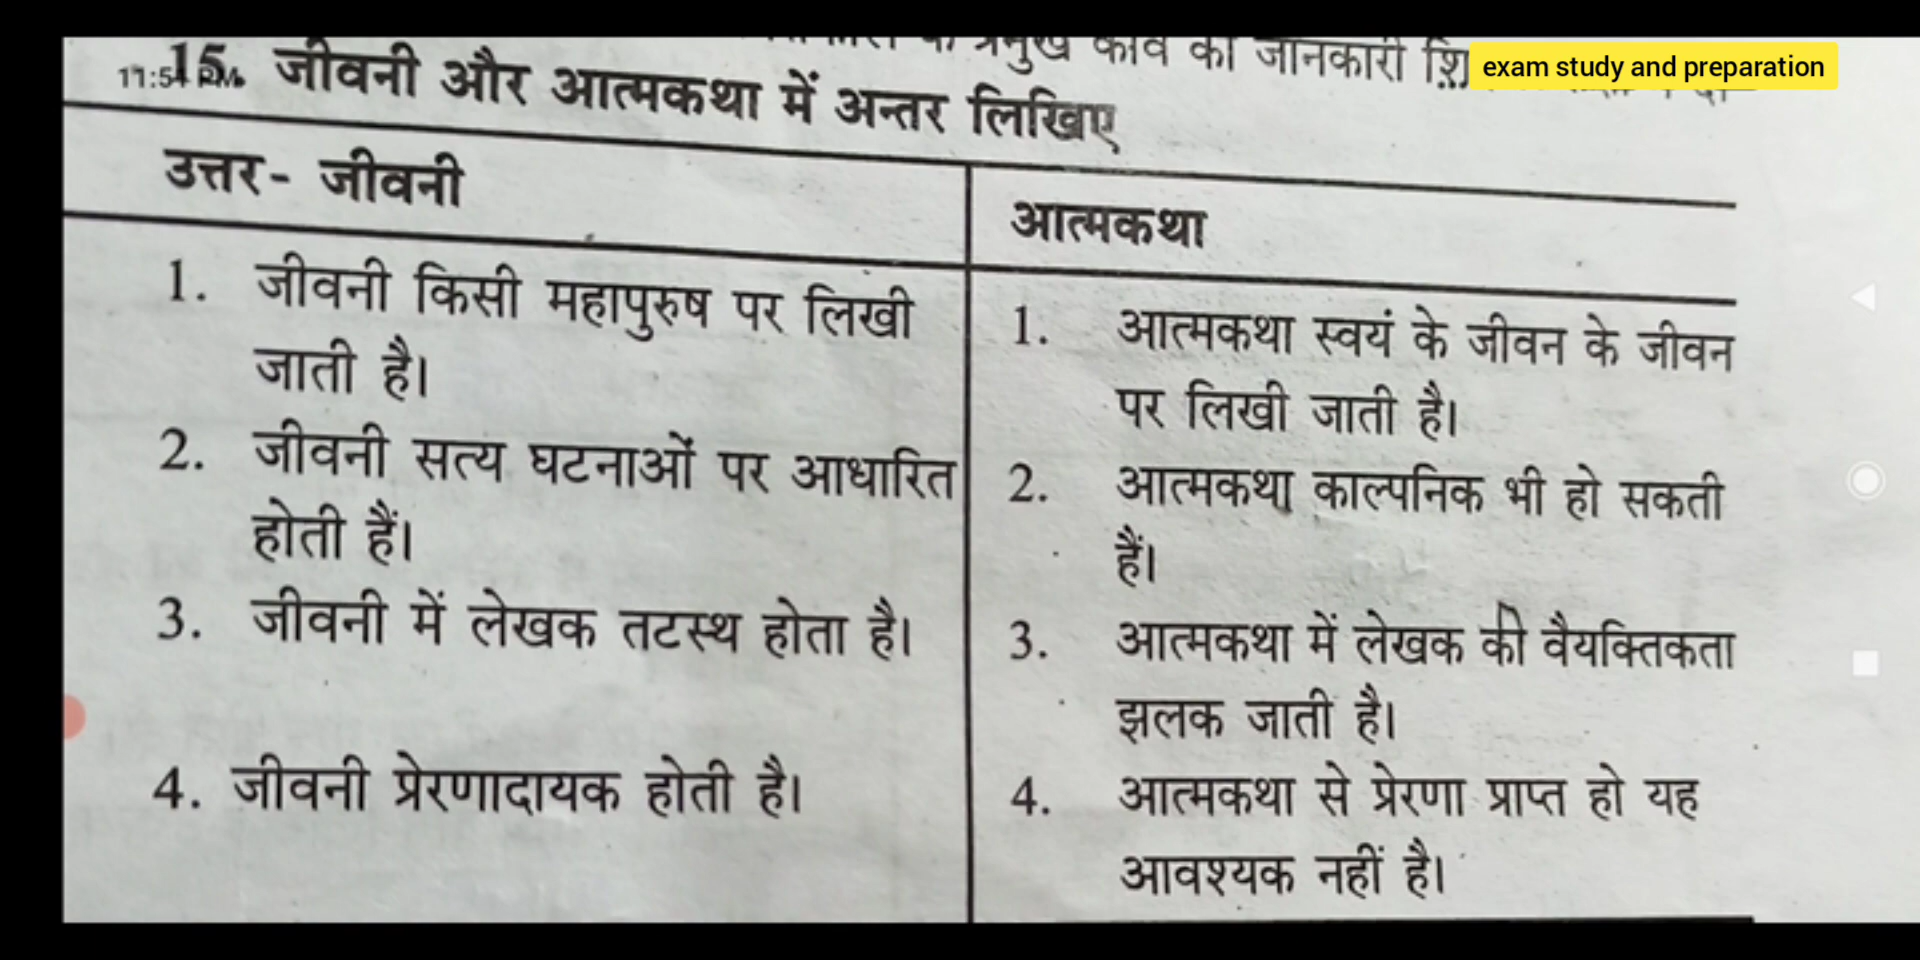 प्रमुख
exam study and preparation
15. जीवनी और आत्मकथा में अन्तर लिखिए
उत्तर- जीवनी
आत्मकथा
1. जीवनी किसी महापुरुष पर लिखी
जाती है।
2. जीवनी सत्य घटनाओं पर आधारित
होती हैं।
3. जीवनी में लेखक तटस्थ होता है।
4. जीवनी प्रेरणादायक होती है।
1. आत्मकथा स्वयं के जीवन के जीवन
पर लिखी जाती है।
2. आत्मकथा काल्पनिक भी हो सकती
हैं।
3. आत्मकथा में लेखक की वैयक्तिकता
झलक जाती है।
4. आत्मकथा से प्रेरणा प्राप्त हो यह
आवश्यक नहीं है।